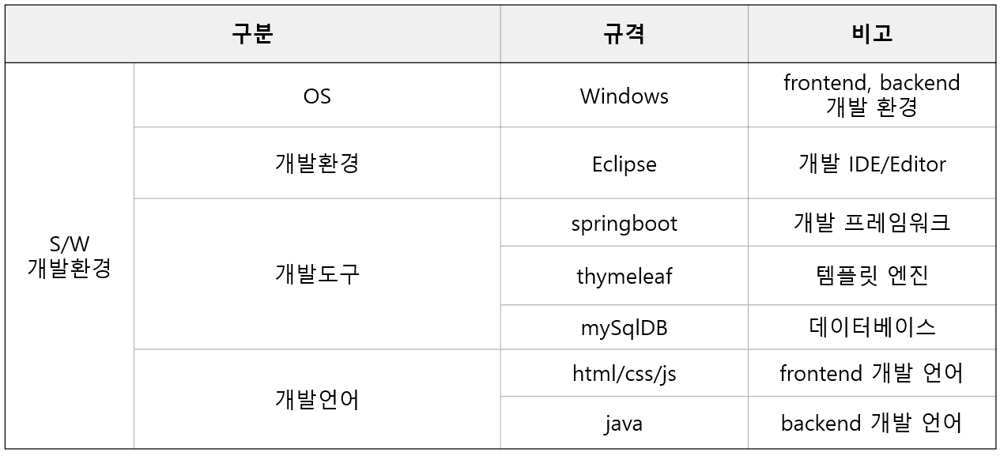 구분
규격
비고
S/W
개발환경
OS
Windows
frontend, backend
개발 환경
개발환경
Eclipse
개발 IDE/Editor
개발도구
springboot
개발 프레임워크
thymeleaf
템플릿 엔진
mySqlDB
데이터베이스
개발언어
html/css/js
frontend 개발 언어
java
backend 개발 언어